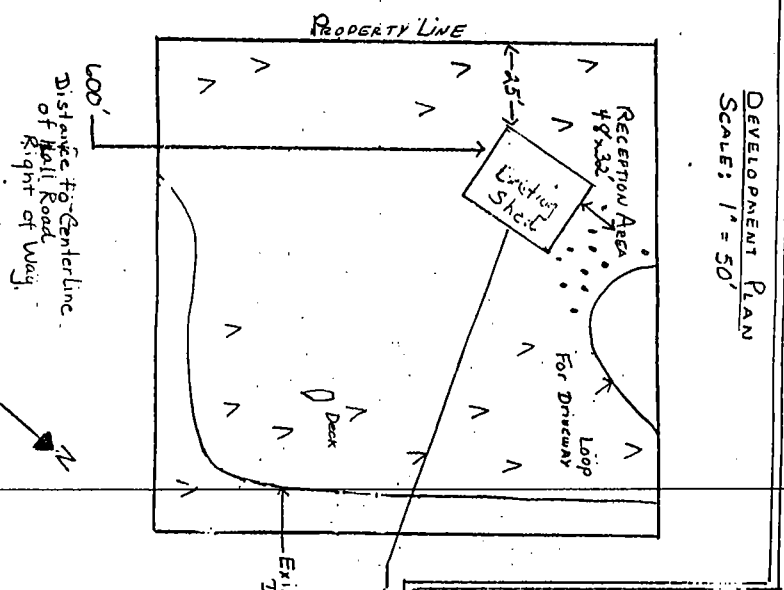 DEVELOPMENT PLAN
SCALE: 1" = 50'
PROPERTY LINE
25'
RECEPTION AREA
48'x32'
Existing
Shed
600'
Distance to Centerline
of Hall Road
Right of Way.
Loop
For Driveway
Deck
N